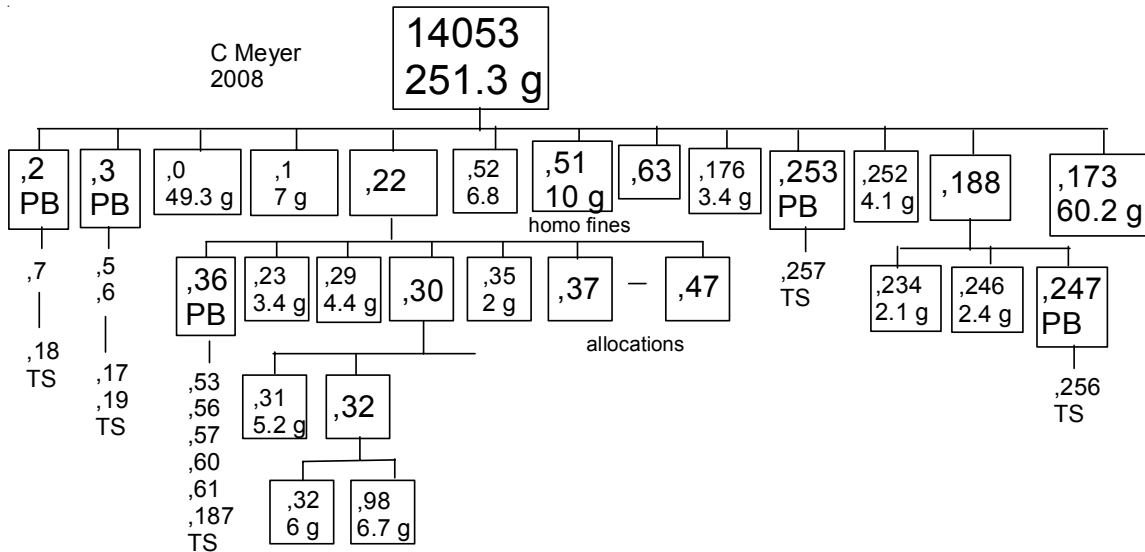 C Meyer
2008
14053
251.3 g
,2
PB
,3
PB
,0
49.3 g
,1
7 g
,22
,52
6.8
,51
10 g
homo fines
,63
,176
3.4 g
,253
PB
,252
4.1 g
,188
,173
60.2 g
,7
,18
TS
,5
,6
,17
,19
TS
,36
PB
,23
3.4 g
,29
4.4 g
,30
,35
2 g
,37
–
,47
allocations
,257
TS
,234
2.1 g
,246
2.4 g
,247
PB
,256
TS
,53
,56
,57
,60
,61
,187
TS
,31
5.2 g
,32
,32
6 g
,98
6.7 g